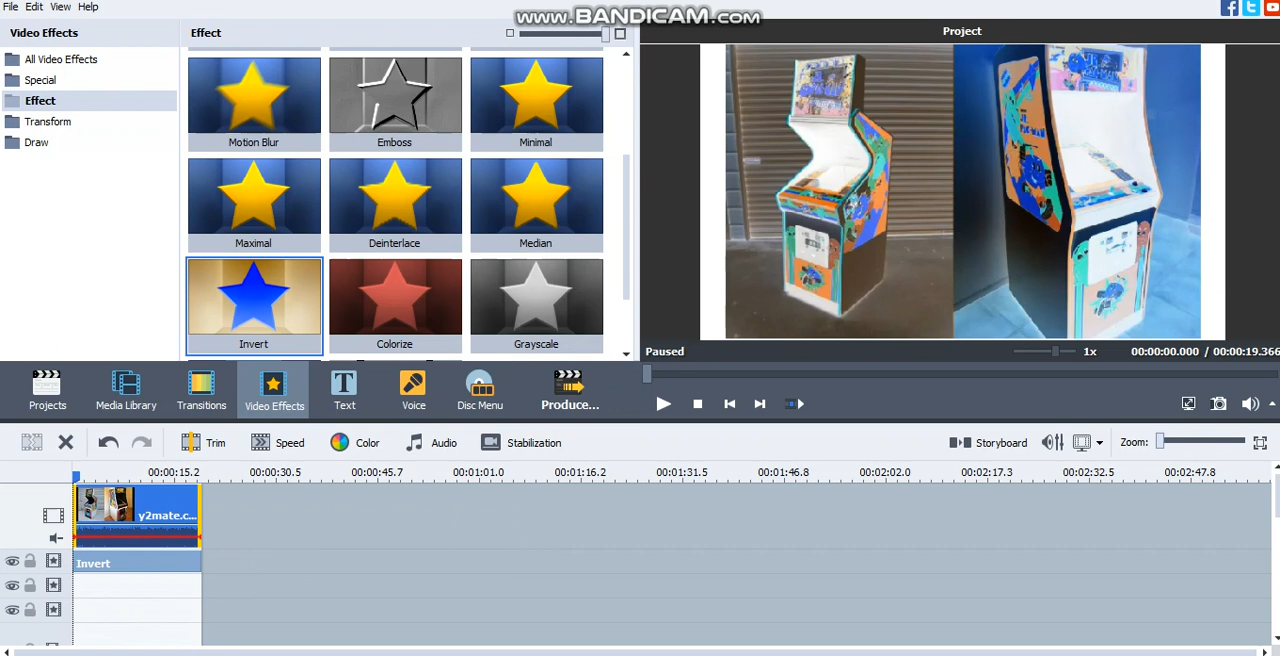 File Edit View Help
www.BANDICAM.com
Video Effects
Effect
Project
All Video Effects
Special
Effect
Transform
Draw
Motion Blur
Emboss
Minimal
Maximal
Deinterlace
Median
Invert
Colorize
Grayscale
Paused
1x
00:00:00.000 / 00:00:19.366
Projects
Media Library
Transitions
Video Effects
Text
Voice
Disc Menu
Produce...
Trim
Speed
Color
Audio
Stabilization
Storyboard
Zoom:
00:00:15.2 00:00:30.5 00:00:45.7 00:01:01.0 00:01:16.2 00:01:31.5 00:01:46.8 00:02:02.0 00:02:17.3 00:02:32.5 00:02:47.8
y2mate.c...
Invert